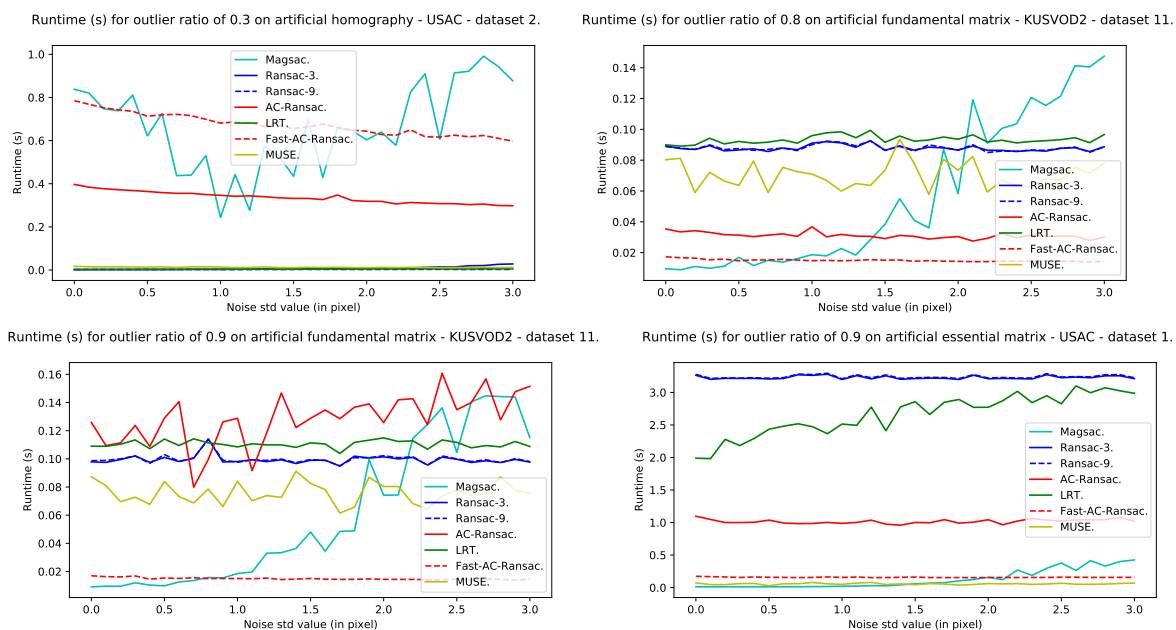 Runtime (s) for outlier ratio of 0.3 on artificial homography - USAC - dataset 2.
Runtime (s)
1.0
0.8
0.6
0.4
0.2
0.0
Magsac.
Ransac-3.
Ransac-9.
AC-Ransac.
LRT.
Fast-AC-Ransac.
MUSE.
0.0 0.5 1.0 1.5 2.0 2.5 3.0
Noise std value (in pixel)
Runtime (s) for outlier ratio of 0.8 on artificial fundamental matrix - KUSVOD2 - dataset 11.
Runtime (s)
0.14
0.12
0.10
0.08
0.06
0.04
0.02
Magsac.
Ransac-3.
Ransac-9.
AC-Ransac.
LRT.
Fast-AC-Ransac.
MUSE.
0.0 0.5 1.0 1.5 2.0 2.5 3.0
Noise std value (in pixel)
Runtime (s) for outlier ratio of 0.9 on artificial fundamental matrix - KUSVOD2 - dataset 11.
Runtime (s)
0.16
0.14
0.12
0.10
0.08
0.06
0.04
0.02
Magsac.
Ransac-3.
Ransac-9.
AC-Ransac.
LRT.
Fast-AC-Ransac.
MUSE.
0.0 0.5 1.0 1.5 2.0 2.5 3.0
Noise std value (in pixel)
Runtime (s) for outlier ratio of 0.9 on artificial essential matrix - USAC - dataset 1.
Runtime (s)
3.0
2.5
2.0
1.5
1.0
0.5
0.0
Magsac.
Ransac-3.
Ransac-9.
AC-Ransac.
LRT.
Fast-AC-Ransac.
MUSE.
0.0 0.5 1.0 1.5 2.0 2.5 3.0
Noise std value (in pixel)